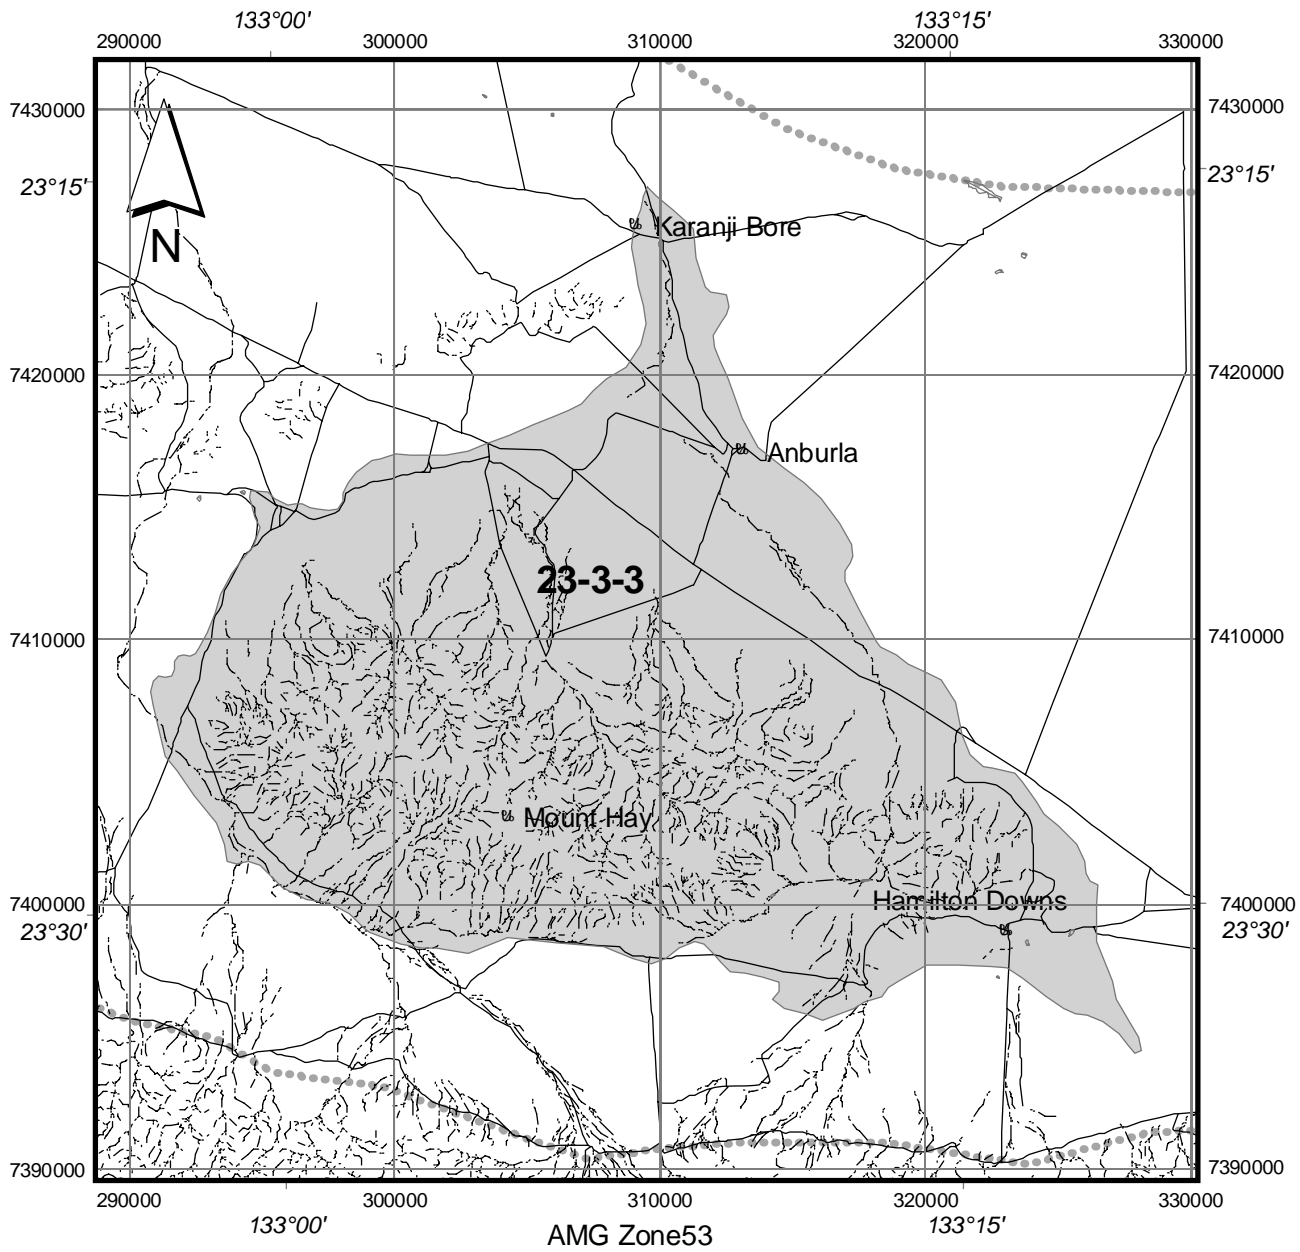 133°00' 133°15'
290000 300000 310000 320000 330000
7430000 7430000
23°15' 23°15'
N
Karanji Bore
7420000 7420000
Anburla
23-3-3
7410000 7410000
Mount Hay
Hamilton Downs
7400000 7400000
23°30' 23°30'
7390000 7390000
290000 300000 310000 320000 330000
133°00' 133°15'
AMG Zone53